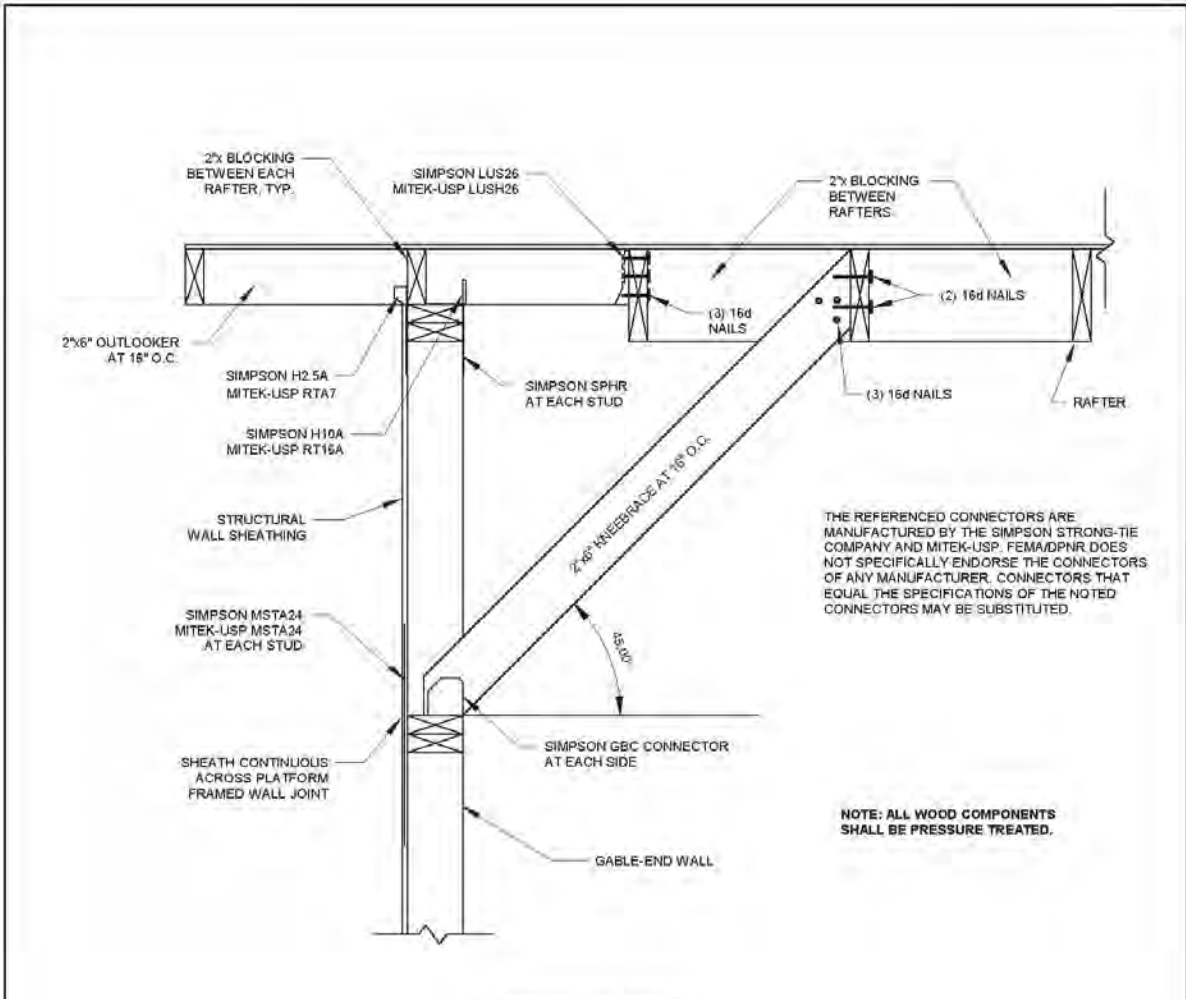 2"x BLOCKING
BETWEEN EACH
RAFTER, TYP.
SIMPSON LUS26
MITEK-USP LUSH26
2"x BLOCKING
BETWEEN
RAFTERS
(2) 16d NAILS
(3) 16d
NAILS
2"x6" OUTLOOKER
AT 16" O.C.
SIMPSON H2.5A
MITEK-USP RTA7
SIMPSON SPHR
AT EACH STUD
(3) 16d NAILS
RAFTER
SIMPSON H10A
MITEK-USP RT16A
2"x6" KNEEBRACE AT 16" O.C.
STRUCTURAL
WALL SHEATHING
THE REFERENCED CONNECTORS ARE
MANUFACTURED BY THE SIMPSON STRONG-TIE
COMPANY AND MITEK-USP. FEMA/DPNR DOES
NOT SPECIFICALLY ENDORSE THE CONNECTORS
OF ANY MANUFACTURER. CONNECTORS THAT
EQUAL THE SPECIFICATIONS OF THE NOTED
CONNECTORS MAY BE SUBSTITUTED.
SIMPSON MSTA24
MITEK-USP MSTA24
AT EACH STUD
45.00°
SIMPSON GBC CONNECTOR
AT EACH SIDE
SHEATH CONTINUOUS
ACROSS PLATFORM
FRAMED WALL JOINT
NOTE: ALL WOOD COMPONENTS
SHALL BE PRESSURE TREATED.
GABLE-END WALL